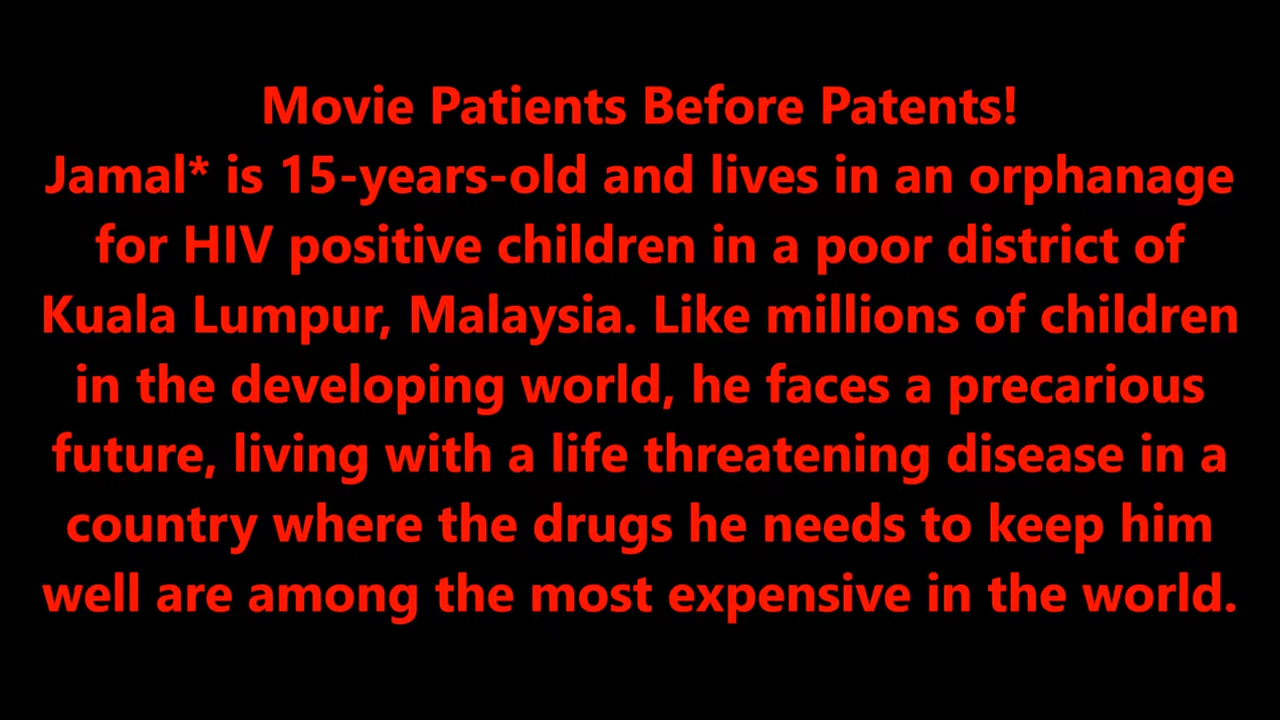 Movie Patients Before Patents!
Jamal* is 15-years-old and lives in an orphanage
for HIV positive children in a poor district of
Kuala Lumpur, Malaysia. Like millions of children
in the developing world, he faces a precarious
future, living with a life threatening disease in a
country where the drugs he needs to keep him
well are among the most expensive in the world.